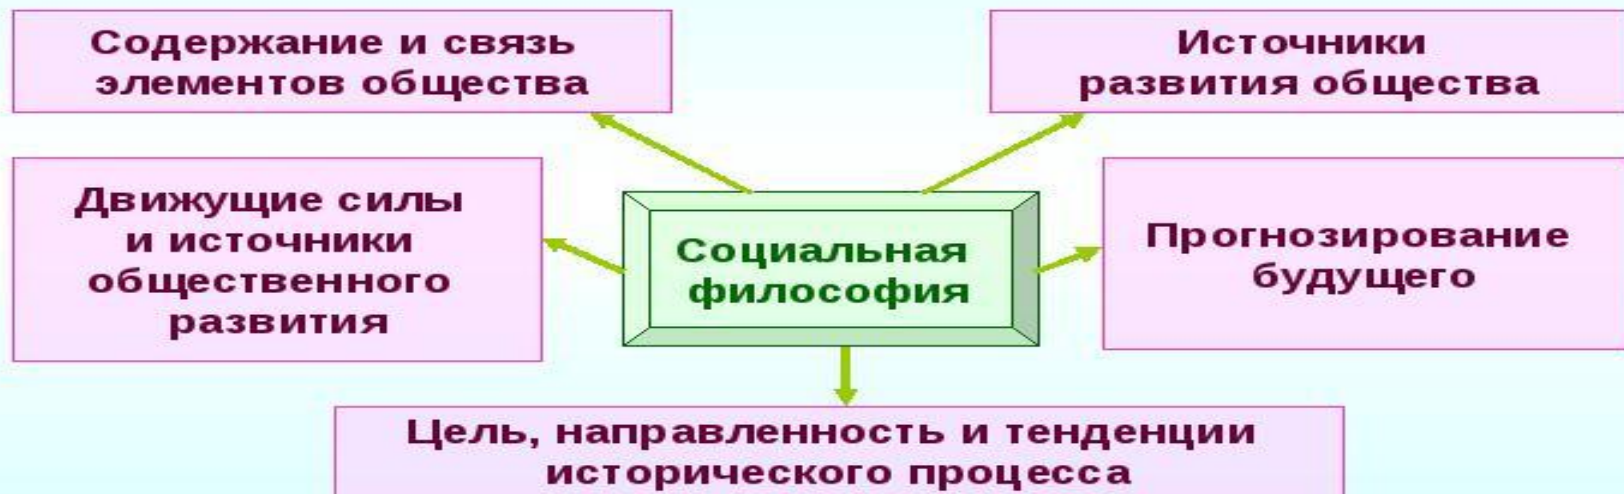 Содержание и связь
элементов общества
Источники
развития общества
Движущие силы
и источники
общественного
развития
Социальная
философия
Прогнозирование
будущего
Цель, направленность и тенденции
исторического процесса